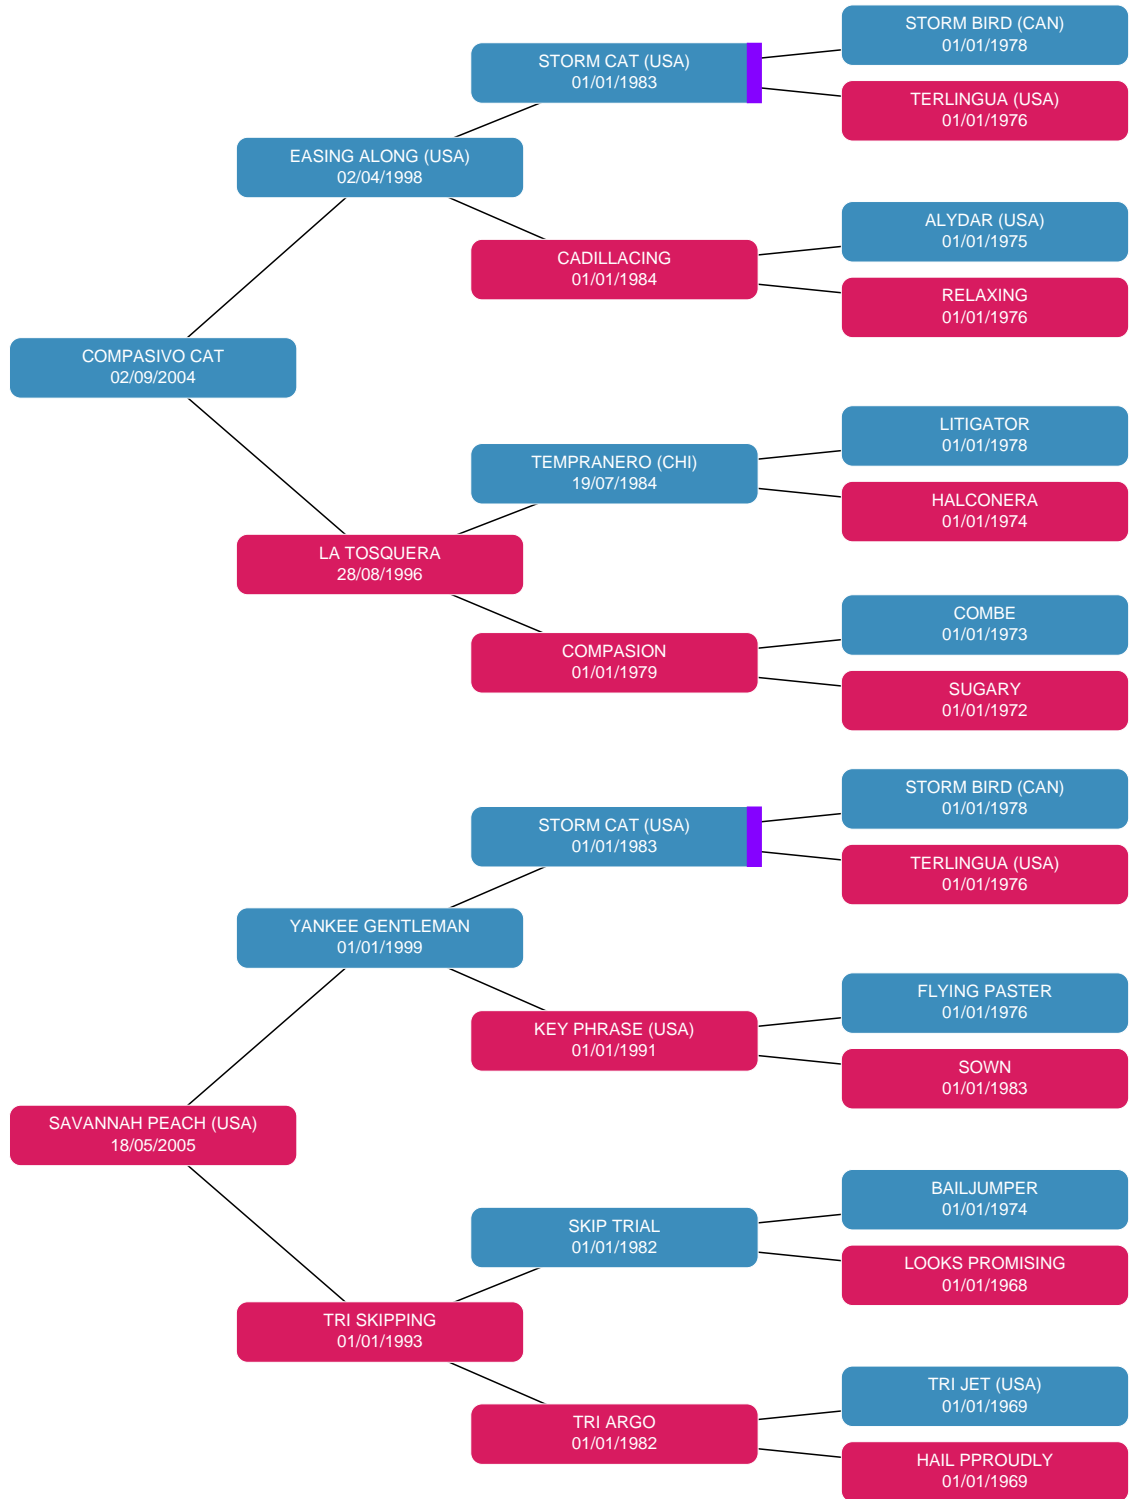 STORM BIRD (CAN)
01/01/1978
STORM CAT (USA)
01/01/1983
TERLINGUA (USA)
01/01/1976
EASING ALONG (USA)
02/04/1998
ALYDAR (USA)
01/01/1975
CADILLACING
01/01/1984
RELAXING
01/01/1976
COMPASIVO CAT
02/09/2004
LITIGATOR
01/01/1978
TEMPRANERO (CHI)
19/07/1984
HALCONERA
01/01/1974
LA TOSQUERA
28/08/1996
COMBE
01/01/1973
COMPASION
01/01/1979
SUGARY
01/01/1972
STORM BIRD (CAN)
01/01/1978
STORM CAT (USA)
01/01/1983
TERLINGUA (USA)
01/01/1976
YANKEE GENTLEMAN
01/01/1999
FLYING PASTER
01/01/1976
KEY PHRASE (USA)
01/01/1991
SOWN
01/01/1983
SAVANNAH PEACH (USA)
18/05/2005
BAILJUMPER
01/01/1974
SKIP TRIAL
01/01/1982
LOOKS PROMISING
01/01/1968
TRI SKIPPING
01/01/1993
TRI JET (USA)
01/01/1969
TRI ARGO
01/01/1982
HAIL PPROUDLY
01/01/1969